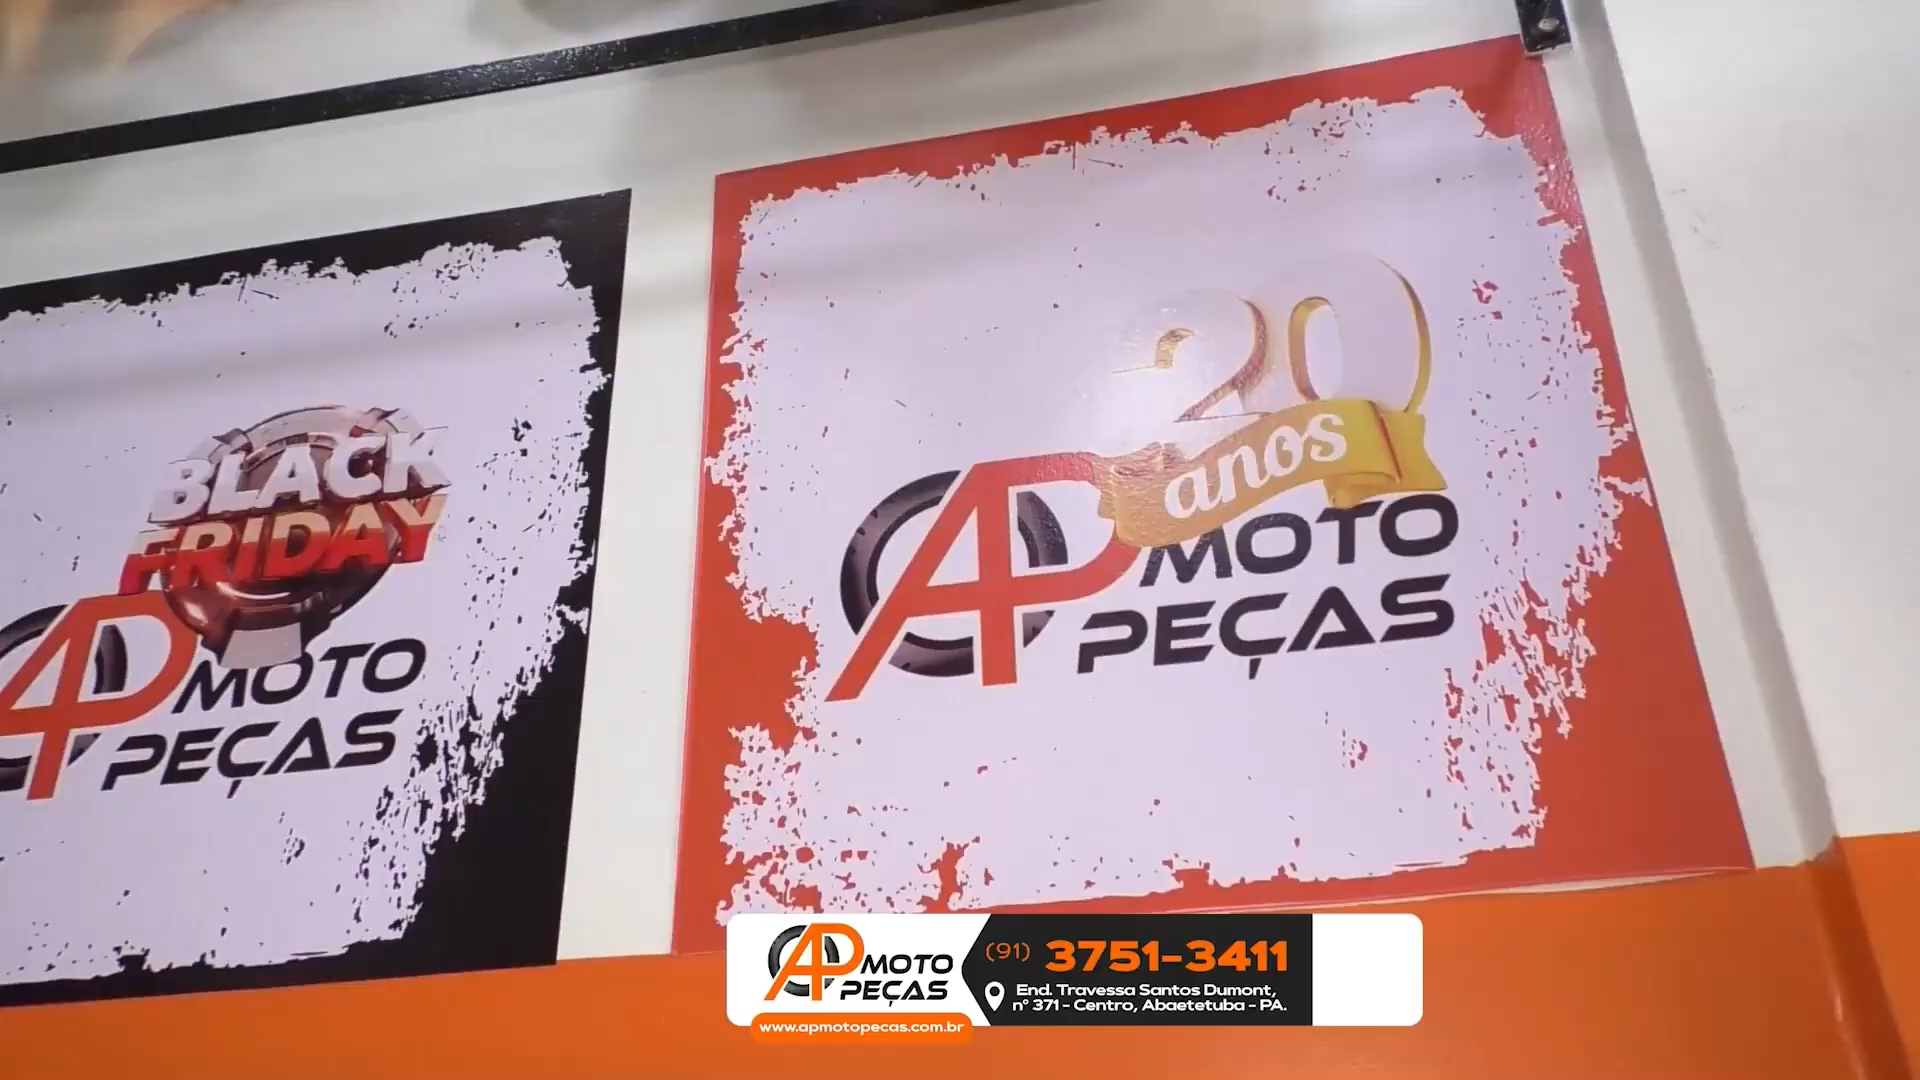 BLACK
FRIDAY
AP MOTO
PEÇAS
20
anos
AP MOTO
PEÇAS
AP MOTO
PEÇAS
www.apmotopecas.com.br
(91) 3751-3411
End. Travessa Santos Dumont,
nº 371 - Centro, Abaetetuba - PA.